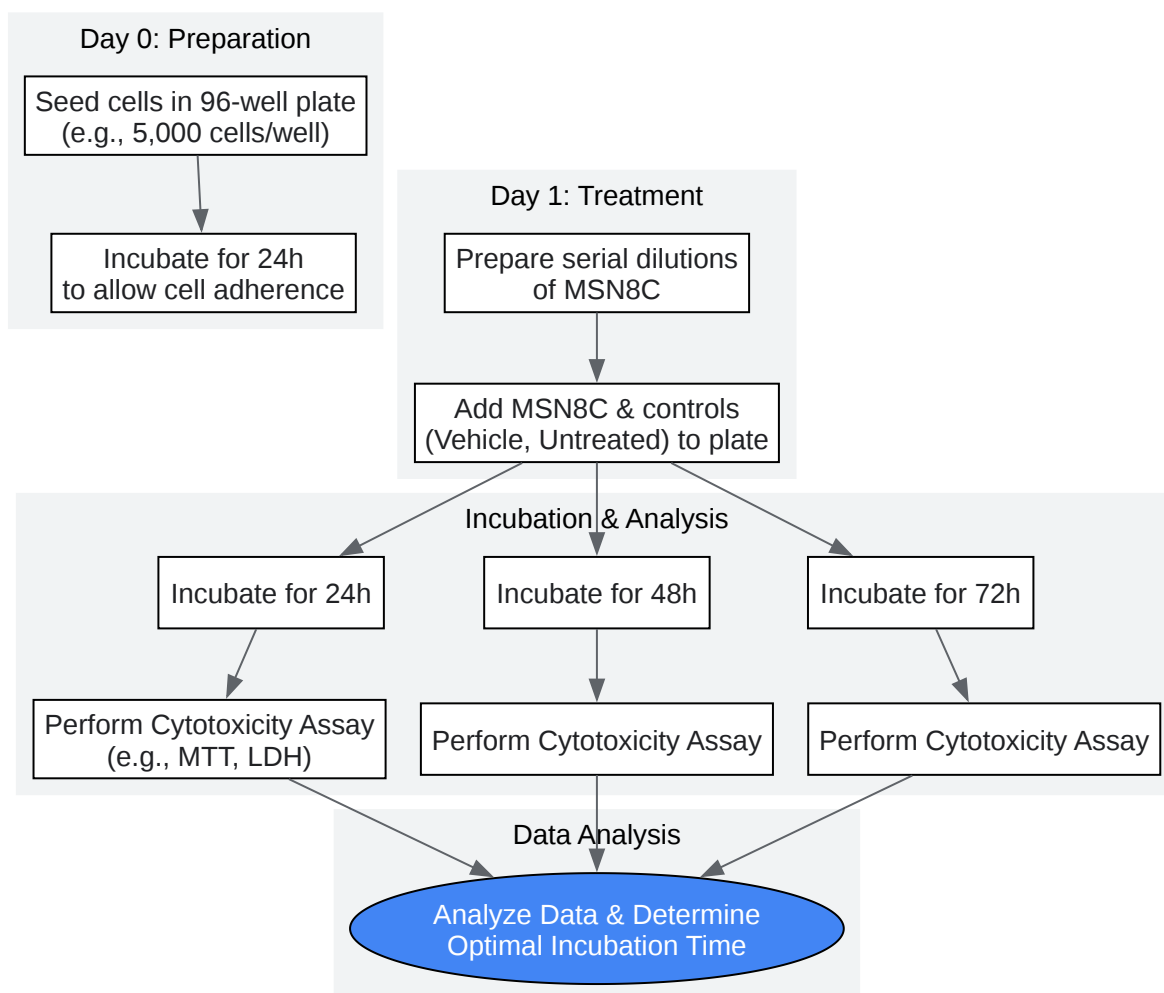 Day 0: Preparation
Seed cells in 96-well plate
(e.g., 5,000 cells/well)
Incubate for 24h
to allow cell adherence
Day 1: Treatment
Prepare serial dilutions
of MSN8C
Add MSN8C & controls
(Vehicle, Untreated) to plate
Incubation & Analysis
Incubate for 24h
Incubate for 48h
Incubate for 72h
Perform Cytotoxicity Assay
(e.g., MTT, LDH)
Perform Cytotoxicity Assay
Perform Cytotoxicity Assay
Data Analysis
Analyze Data & Determine
Optimal Incubation Time